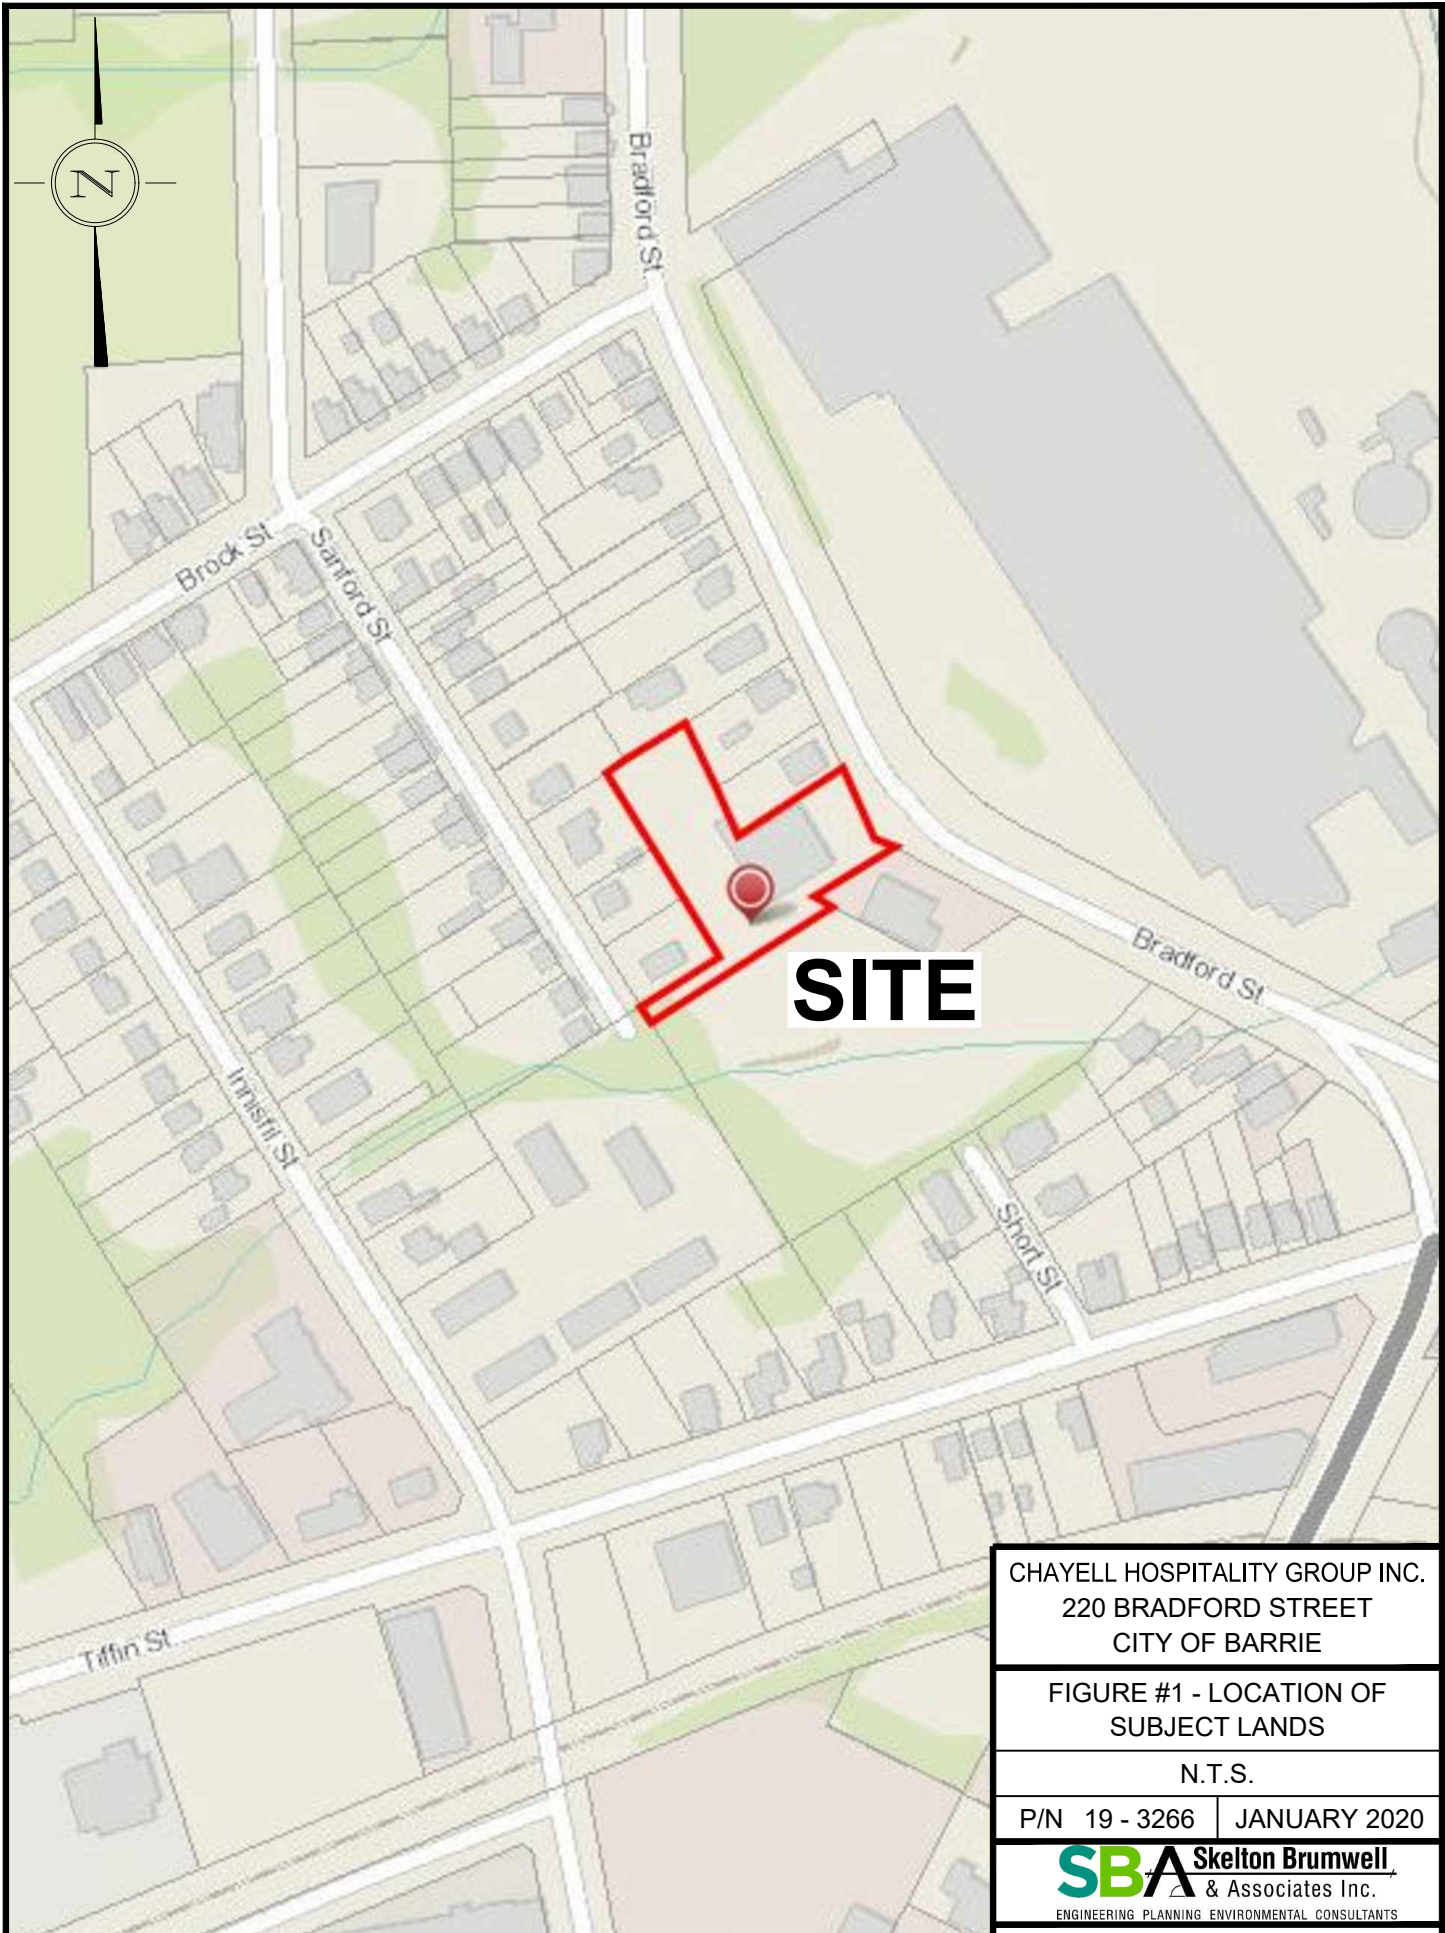 N
Bradford St
Brock St
Sanford St
SITE
Bradford St
Innisfil St
Short St
Tiffin St
CHAYELL HOSPITALITY GROUP INC.
220 BRADFORD STREET
CITY OF BARRIE
FIGURE #1 - LOCATION OF
SUBJECT LANDS
N.T.S.
P/N 19 - 3266 JANUARY 2020
SBA Skelton Brumwell
& Associates Inc.
ENGINEERING PLANNING ENVIRONMENTAL CONSULTANTS